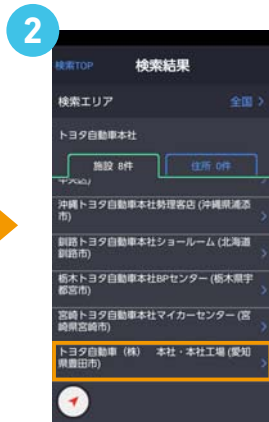 2
検索TOP 検索結果
検索エリア 全国
トヨタ自動車本社
施設 8件 住所 0件
中央店)
沖縄トヨタ自動車本社勢理客店 (沖縄県浦添
市)
釧路トヨタ自動車本社ショールーム (北海道
釧路市)
栃木トヨタ自動車本社BPセンター (栃木県宇
都宮市)
宮崎トヨタ自動車本社マイカーセンター (宮
崎県宮崎市)
トヨタ自動車（株）　本社・本社工場 (愛知
県豊田市)